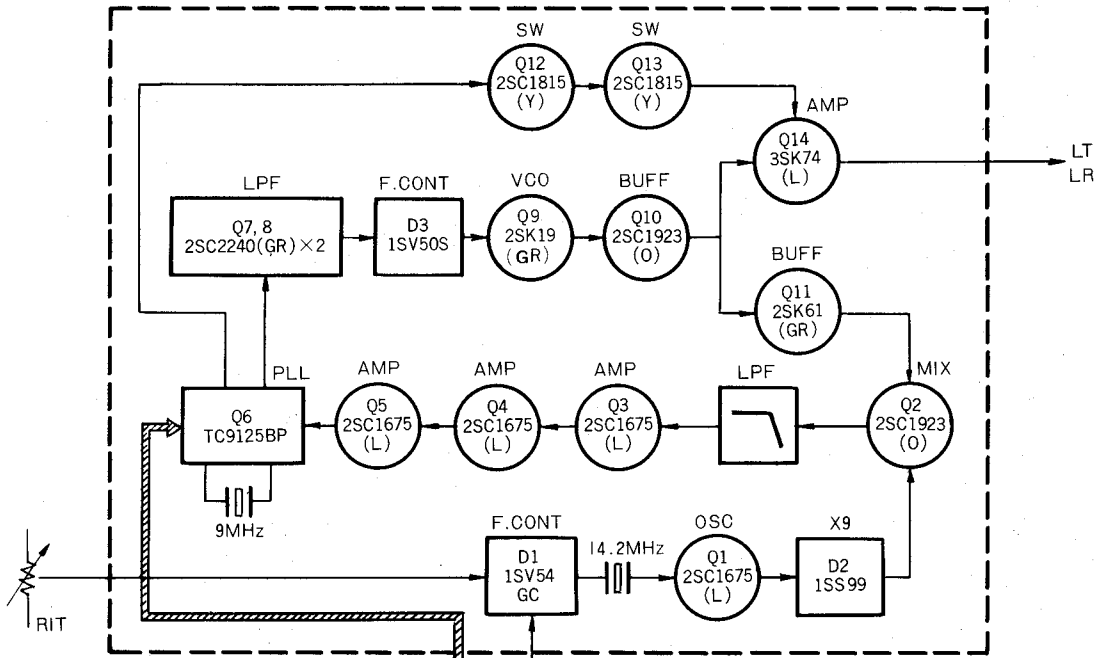 SW
SW
Q12
2SC1815
(Y)
Q13
2SC1815
(Y)
AMP
Q14
3SK74
(L)
LT
LR
LPF
F.CONT
VCO
BUFF
Q7, 8
2SC2240(GR)×2
D3
1SV50S
Q9
2SK19
(GR)
Q10
2SC1923
(O)
BUFF
Q11
2SK61
(GR)
PLL
AMP
AMP
AMP
LPF
MIX
Q6
TC9125BP
Q5
2SC1675
(L)
Q4
2SC1675
(L)
Q3
2SC1675
(L)
Q2
2SC1923
(O)
9MHz
F.CONT
14.2MHz
OSC
X9
D1
1SV54
GC
Q1
2SC1675
(L)
D2
1SS99
RIT